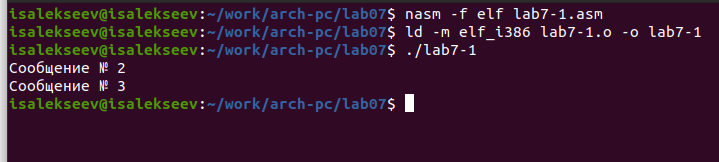 isalekseev@isalekseev:~/work/arch-pc/lab07$ nasm -f elf lab7-1.asm
isalekseev@isalekseev:~/work/arch-pc/lab07$ ld -m elf_i386 lab7-1.o -o lab7-1
isalekseev@isalekseev:~/work/arch-pc/lab07$ ./lab7-1
Сообщение № 2
Сообщение № 3
isalekseev@isalekseev:~/work/arch-pc/lab07$